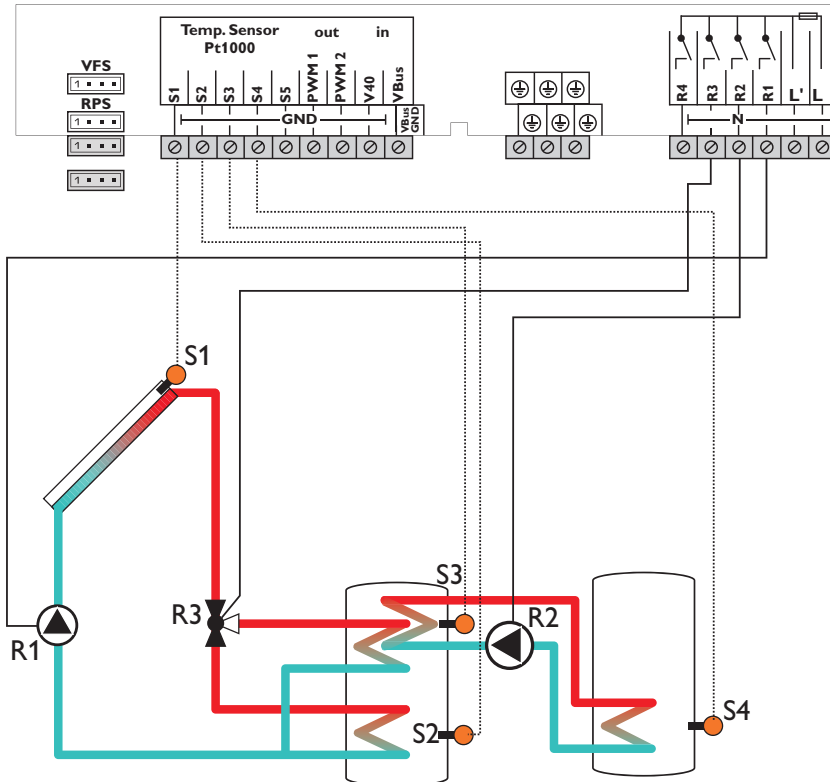 Temp. Sensor out in
Pt1000
VFS
1
RPS
1
1
1
S1 S2 S3 S4 S5 PWM 1 PWM 2 V40 VBus
GND
VBus
GND
R4 R3 R2 R1 L' L
N
S1
R3
R1
S3
R2
S2
S4